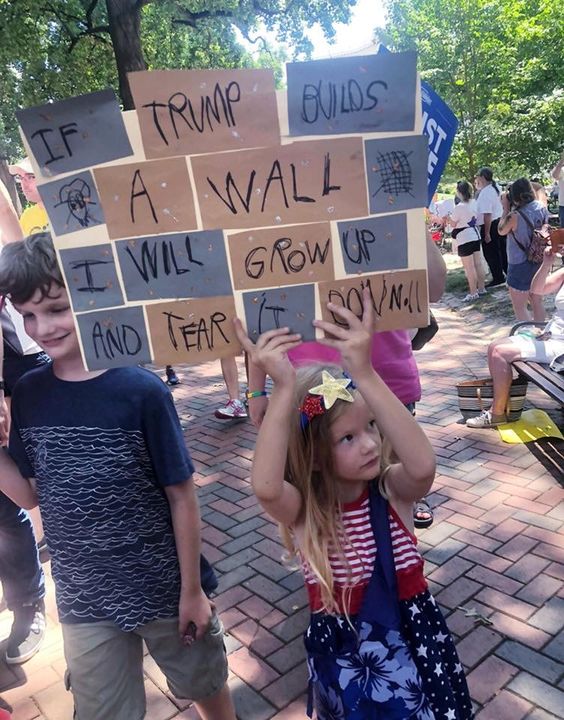 IF TRUMP BUILDS
A WALL
I WILL GROW UP
AND TEAR IT DOWN!!